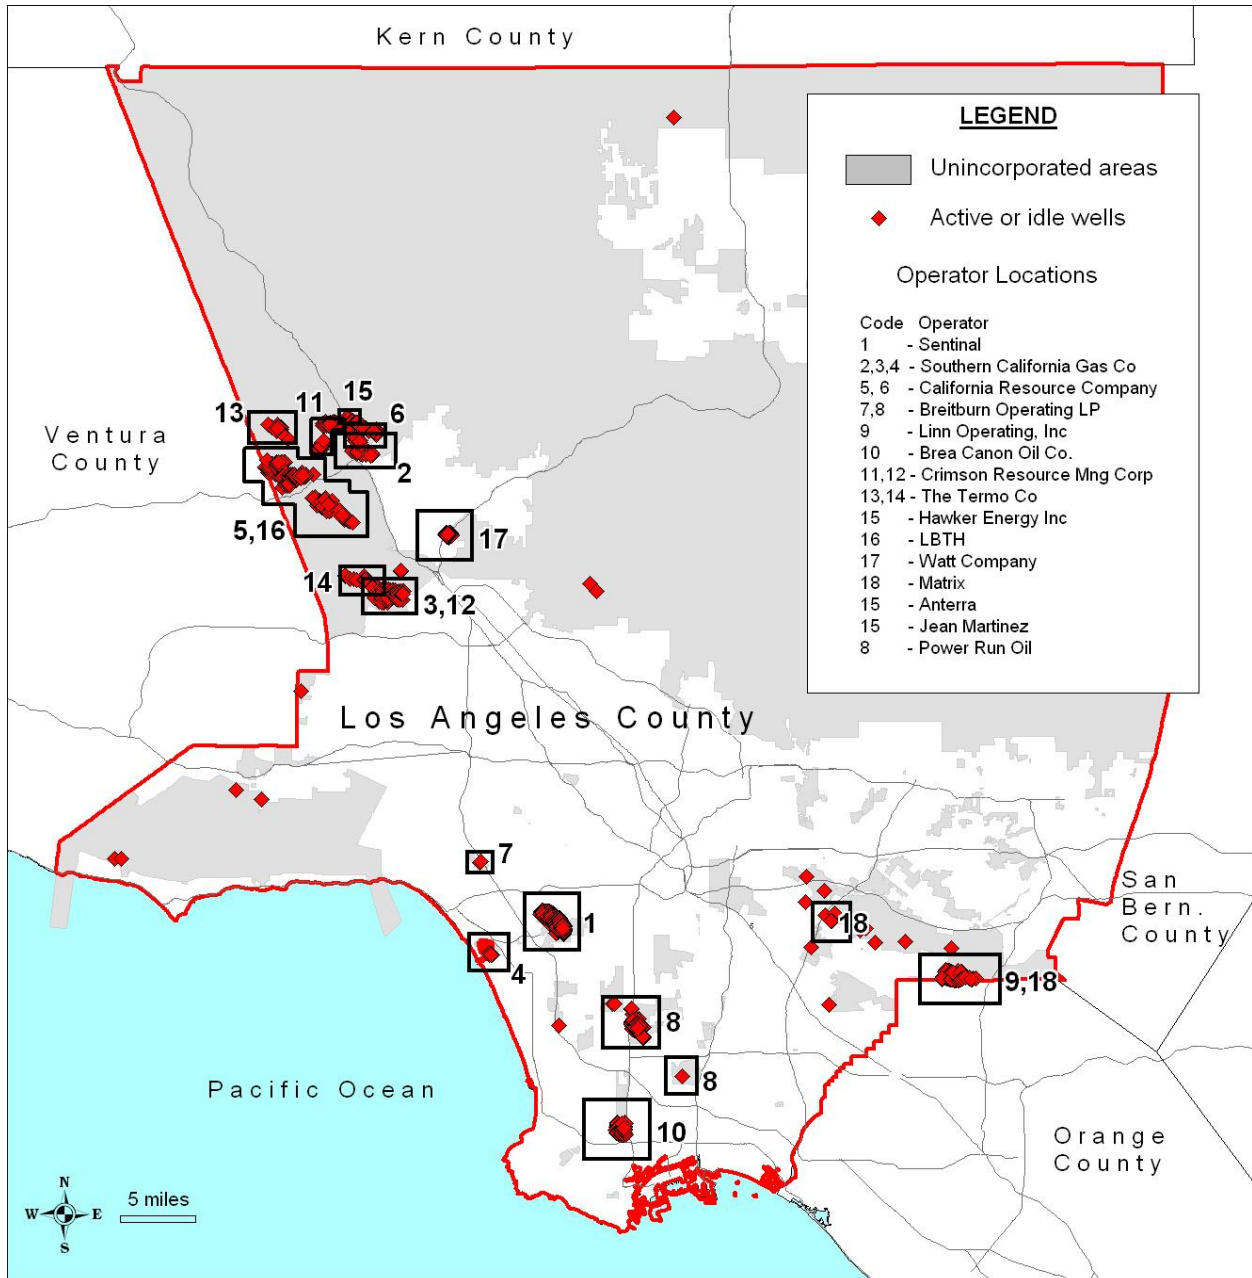 Kern County
LEGEND
Unincorporated areas
Active or idle wells
Operator Locations
Code Operator
1 - Sentinal
2,3,4 - Southern California Gas Co
5, 6 - California Resource Company
7,8 - Breitburn Operating LP
9 - Linn Operating, Inc
10 - Brea Canon Oil Co.
11,12 - Crimson Resource Mng Corp
13,14 - The Termo Co
15 - Hawker Energy Inc
16 - LBTH
17 - Watt Company
18 - Matrix
15 - Anterra
15 - Jean Martinez
8 - Power Run Oil
15
13
11
6
Ventura
County
2
5,16
17
14
3,12
Los Angeles County
7
San
Bern.
County
1
18
4
9,18
8
8
Pacific Ocean
10
Orange
County
N
W E
S
5 miles